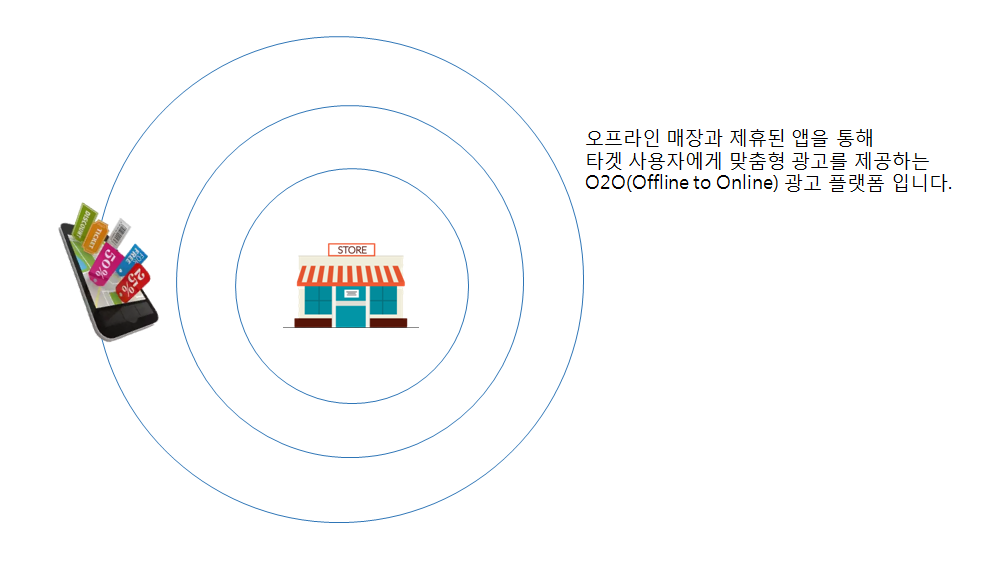 오프라인 매장과 제휴된 앱을 통해
타겟 사용자에게 맞춤형 광고를 제공하는
O2O(Offline to Online) 광고 플랫폼 입니다.
STORE
DISCOUNT
TICKET
50%
FREE
25%